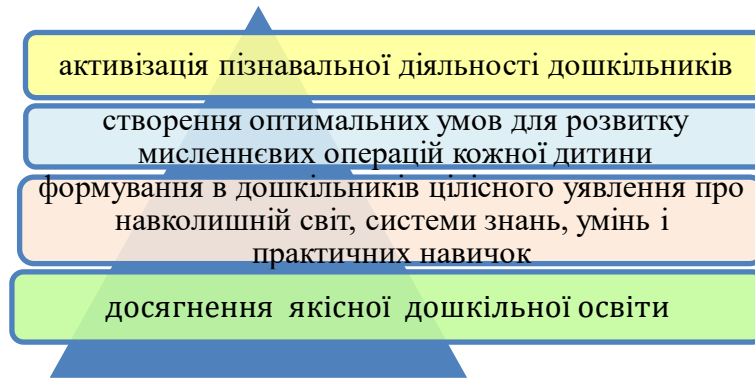 активізація пізнавальної діяльності дошкільників
створення оптимальних умов для розвитку
мисленнєвих операцій кожної дитини
формування в дошкільників цілісного уявлення про
навколишній світ, системи знань, умінь і
практичних навичок
досягнення якісної дошкільної освіти